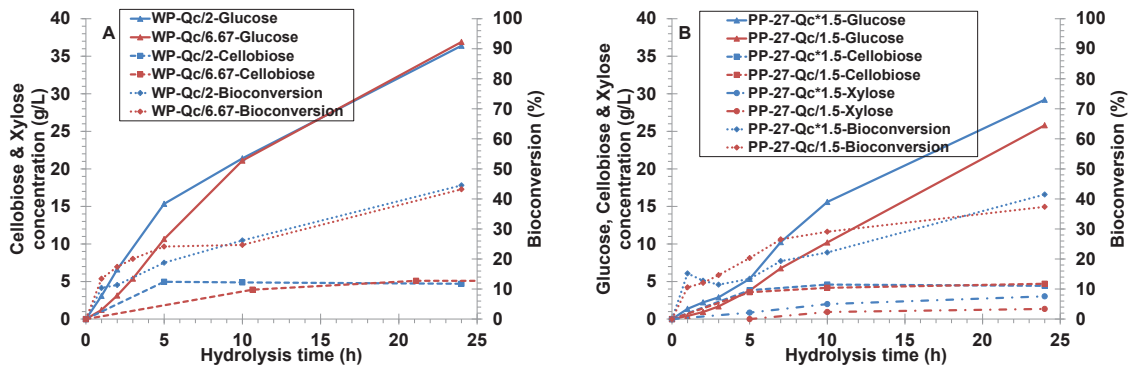 A
WP-Qc/2-Glucose
WP-Qc/6.67-Glucose
WP-Qc/2-Cellobiose
WP-Qc/6.67-Cellobiose
WP-Qc/2-Bioconversion
WP-Qc/6.67-Bioconversion
Cellobiose & Xylose
concentration (g/L)
40
35
30
25
20
15
10
5
0
0 5 10 15 20 25
Hydrolysis time (h)
100
90
80
70
60
50
40
30
20
10
0
Bioconversion (%)
B
PP-27-Qc*1.5-Glucose
PP-27-Qc/1.5-Glucose
PP-27-Qc*1.5-Cellobiose
PP-27-Qc/1.5-Cellobiose
PP-27-Qc*1.5-Xylose
PP-27-Qc/1.5-Xylose
PP-27-Qc*1.5-Bioconversion
PP-27-Qc/1.5-Bioconversion
Glucose, Cellobiose & Xylose
concentration (g/L)
40
35
30
25
20
15
10
5
0
0 5 10 15 20 25
Hydrolysis time (h)
100
90
80
70
60
50
40
30
20
10
0
Bioconversion (%)